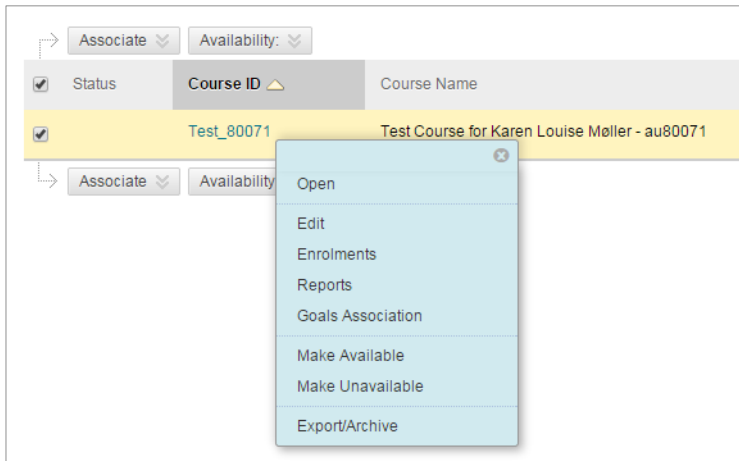 Associate Availability:
Status Course ID Course Name
Test_80071 Test Course for Karen Louise Møller - au80071
Associate Availability
Open
Edit
Enrolments
Reports
Goals Association
Make Available
Make Unavailable
Export/Archive